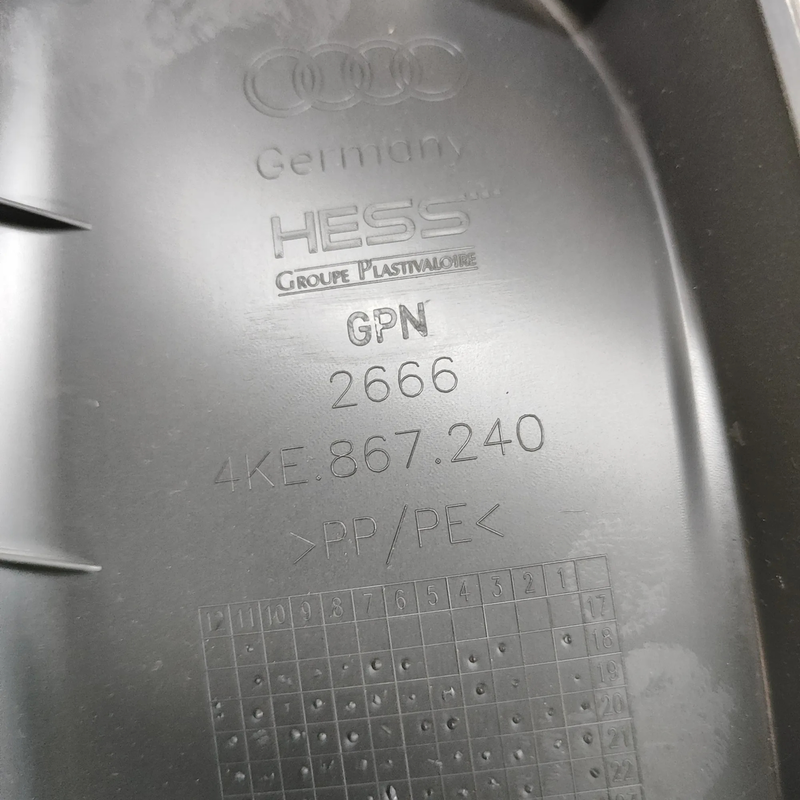 Germany
HESS
GROUPE PLASTIVALOIRE
GPN
2666
4KE.867.240
>PP/PE<
12 11 10 9 8 7 6 5 4 3 2 1
17
18
19
20
21
22